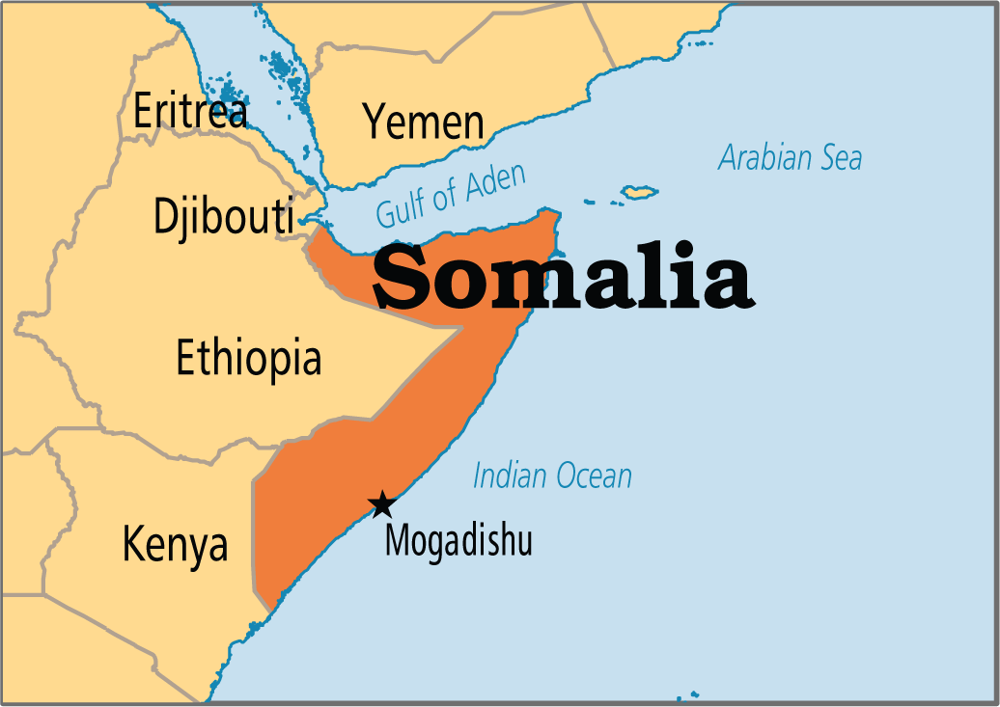 Eritrea
Yemen
Arabian Sea
Gulf of Aden
Djibouti
Somalia
Ethiopia
Indian Ocean
Mogadishu
Kenya